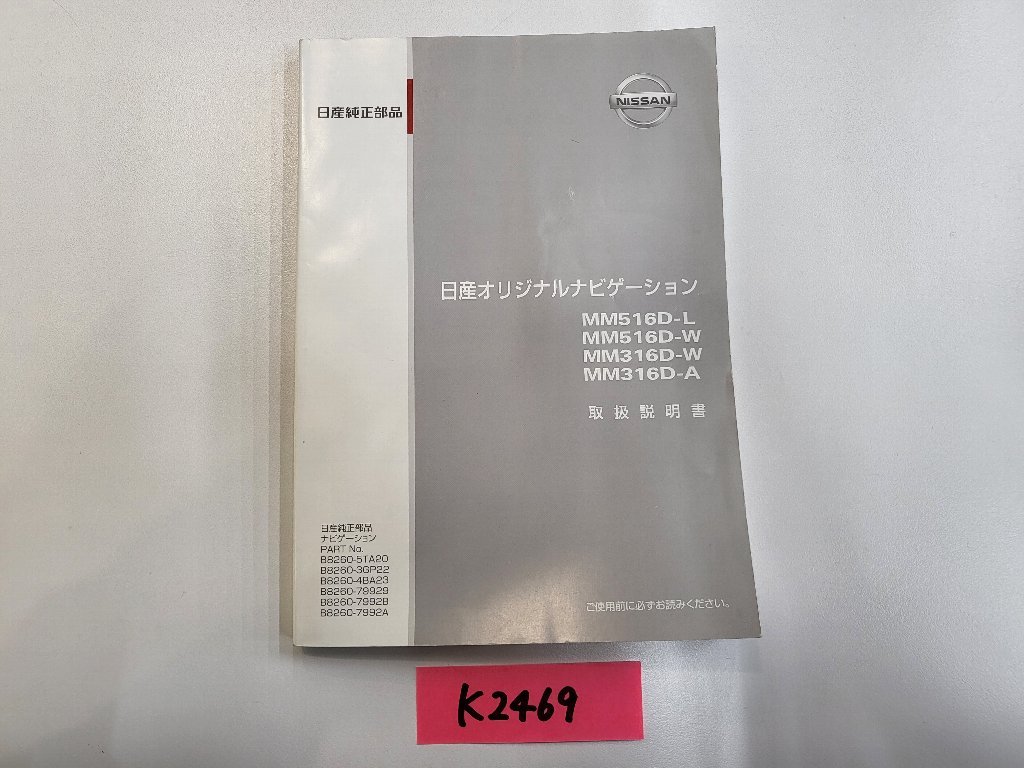 日産純正部品
NISSAN
日産オリジナルナビゲーション
MM516D-L
MM516D-W
MM316D-W
MM316D-A
取扱説明書
日産純正部品
ナビゲーション
PART No.
B8260-5TA20
B8260-3GP22
B8260-4BA23
B8260-79929
B8260-7992B
B8260-7992A
ご使用前に必ずお読みください。
K2469